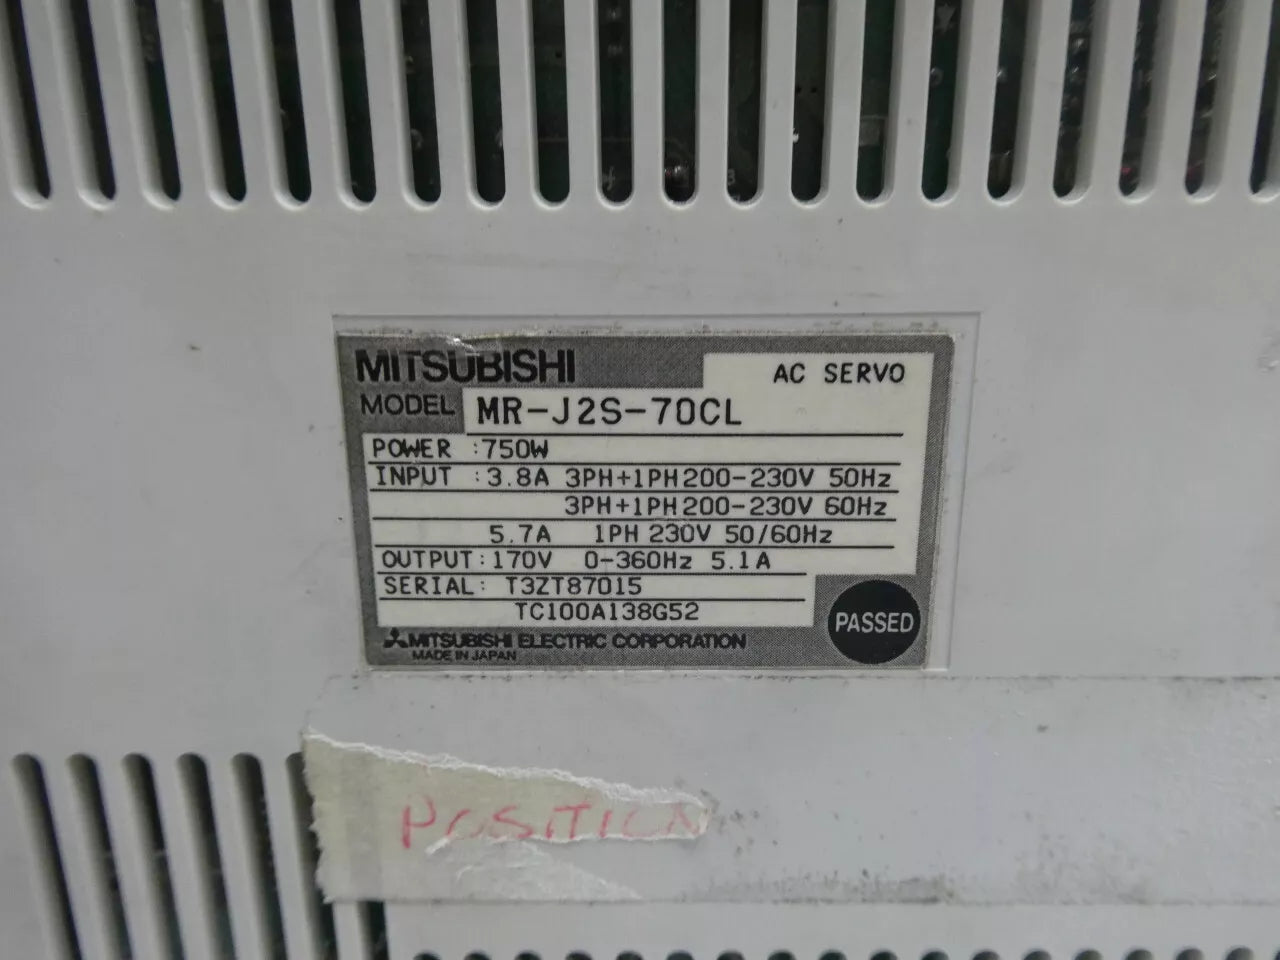 MITSUBISHI AC SERVO
MODEL MR-J2S-70CL
POWER :750W
INPUT :3.8A 3PH+1PH200-230V 50Hz
3PH+1PH200-230V 60Hz
5.7A 1PH 230V 50/60Hz
OUTPUT:170V 0-360Hz 5.1A
SERIAL: T3ZT87015
TC100A138G52
PASSED
MITSUBISHI ELECTRIC CORPORATION
MADE IN JAPAN
POSITION